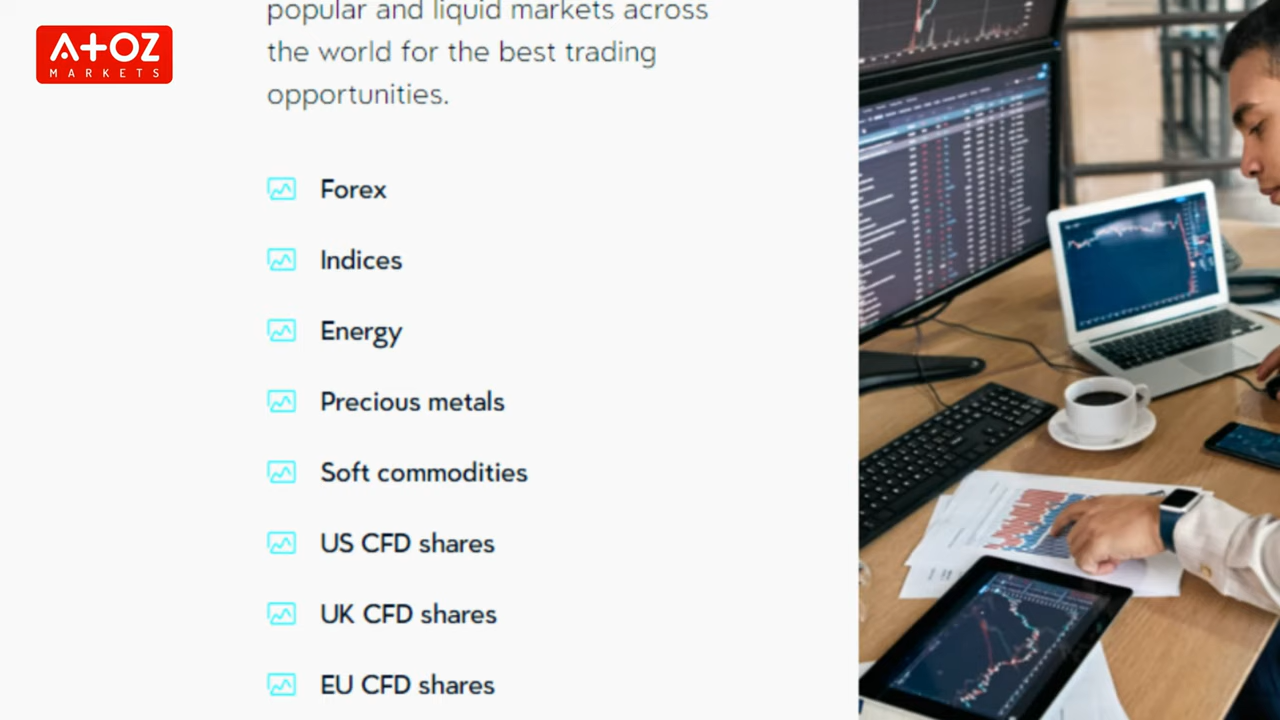 A+OZ
MARKETS
popular and liquid markets across
the world for the best trading
opportunities.
Forex
Indices
Energy
Precious metals
Soft commodities
US CFD shares
UK CFD shares
EU CFD shares